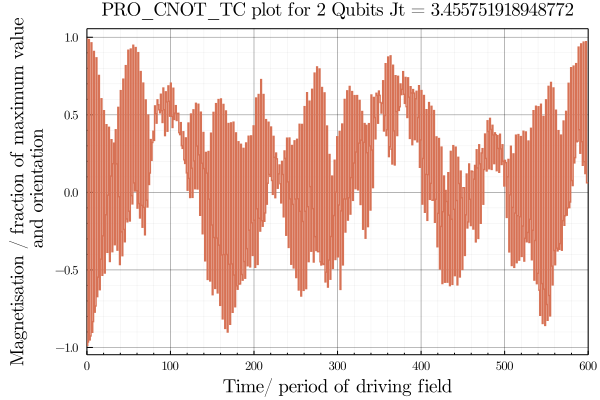 PRO_CNOT_TC plot for 2 Qubits Jt = 3.455751918948772
Magnetisation / fraction of maximum value
and orientation
1.0
0.5
0.0
−0.5
−1.0
0 100 200 300 400 500 600
Time/ period of driving field